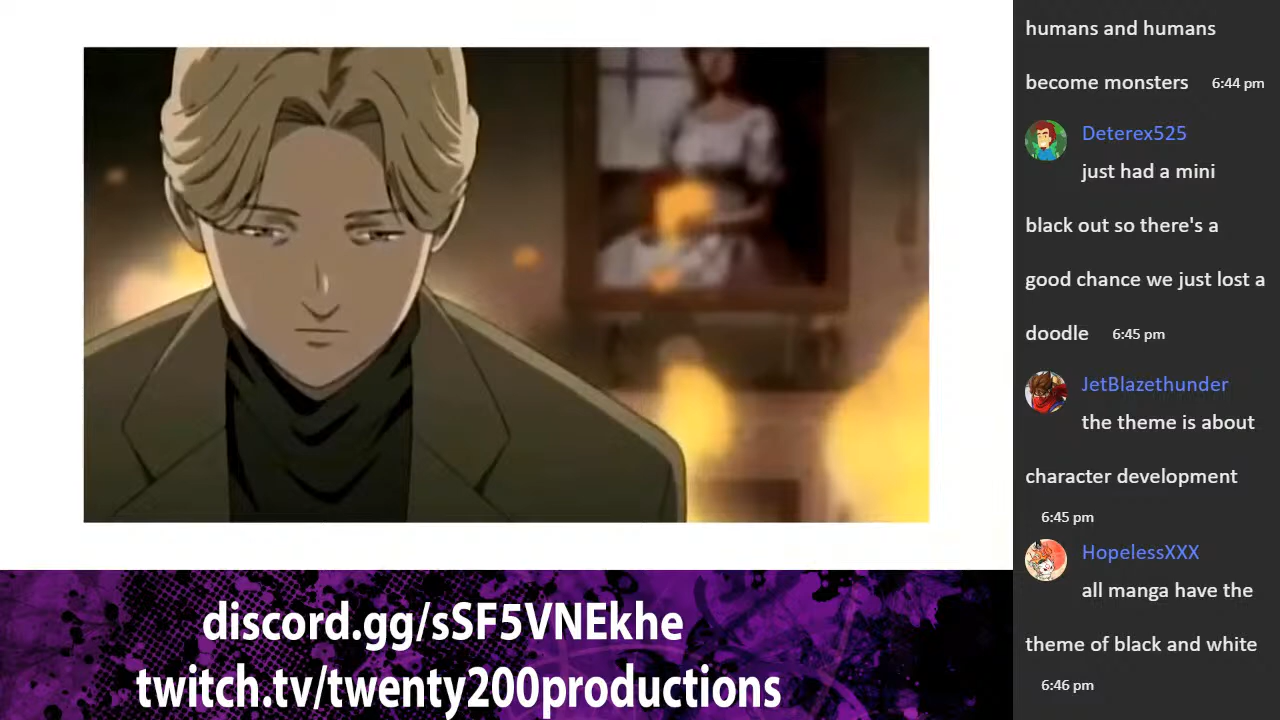 humans and humans
become monsters 6:44 pm
Deterex525
just had a mini
black out so there's a
good chance we just lost a
doodle 6:45 pm
JetBlazethunder
the theme is about
character development
6:45 pm
HopelessXXX
all manga have the
theme of black and white
6:46 pm
discord.gg/sSF5VNEkhe
twitch.tv/twenty200productions